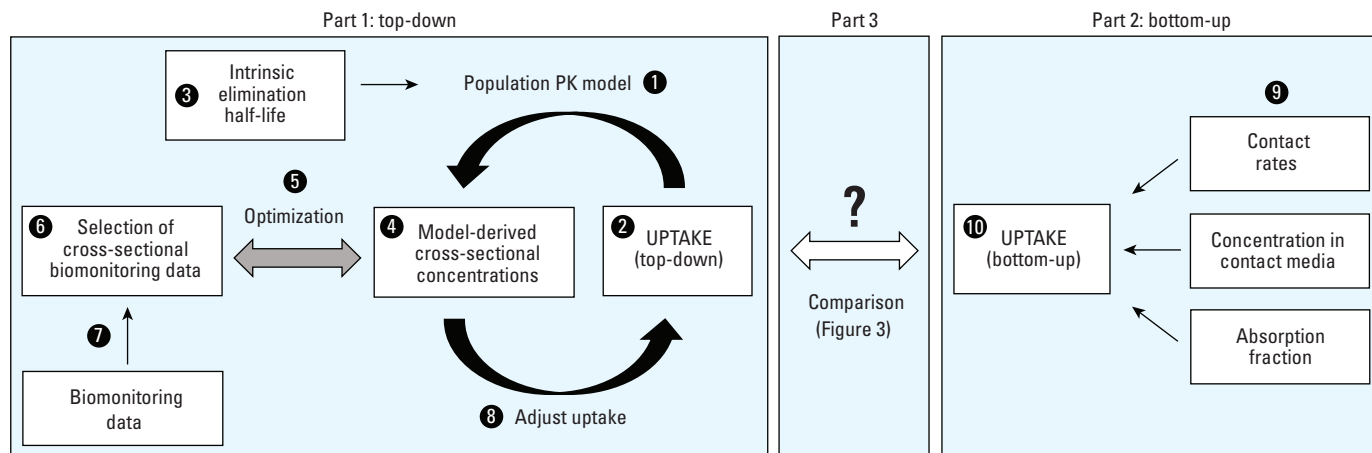 Part 1: top-down
3
Intrinsic
elimination
half-life
Population PK model 1
5
Optimization
6
Selection of
cross-sectional
biomonitoring data
4
Model-derived
cross-sectional
concentrations
2
UPTAKE
(top-down)
7
Biomonitoring
data
8 Adjust uptake
Part 3
?
Comparison
(Figure 3)
Part 2: bottom-up
9
Contact
rates
10
UPTAKE
(bottom-up)
Concentration in
contact media
Absorption
fraction